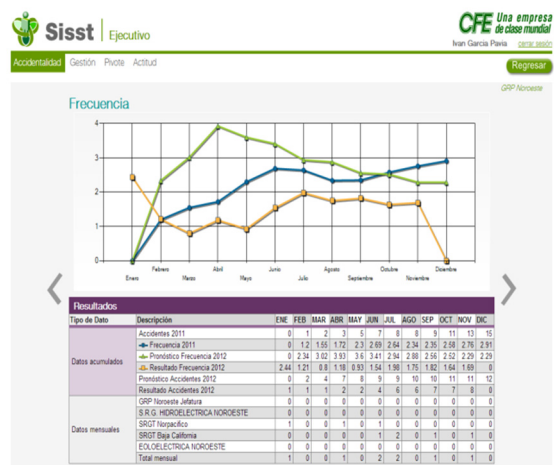 Sisst Ejecutivo
CFE Una empresa
de clase mundial
Ivan Garcia Pavia cerrar sesión
Accidentalidad Gestión Pivote Actitud
Regresar
GRP Noroeste
Frecuencia
4
3
2
1
0
Enero Febrero Marzo Abril Mayo Junio Julio Agosto Septiembre Octubre Noviembre Diciembre
Resultados
Tipo de Dato Descripción ENE FEB MAR ABR MAY JUN JUL AGO SEP OCT NOV DIC
Datos acumulados
Accidentes 2011 0 1 2 3 5 7 8 8 9 11 13 15
Frecuencia 2011 0 1.2 1.55 1.72 2.3 2.69 2.64 2.34 2.35 2.58 2.76 2.91
Pronóstico Frecuencia 2012 0 2.34 3.02 3.93 3.6 3.41 2.94 2.88 2.56 2.52 2.29 2.29
Resultado Frecuencia 2012 2.44 1.21 0.8 1.18 0.93 1.54 1.98 1.75 1.82 1.64 1.69 0
Pronóstico Accidentes 2012 0 2 4 7 8 9 9 10 10 11 11 12
Resultado Accidentes 2012 1 1 1 2 2 4 6 6 7 7 8 0
Datos mensuales
GRP Noroeste Jefatura 0 0 0 0 0 0 0 0 0 0 0 0
S.R.G. HIDROELECTRICA NOROESTE 0 0 0 0 0 0 0 0 0 0 0 0
SRGT Norpacifico 1 0 0 1 0 1 0 0 0 0 0 0
SRGT Baja California 0 0 0 0 0 1 2 0 1 0 1 0
EOLOELECTRICA NOROESTE 0 0 0 0 0 0 0 0 0 0 0 0
Total mensual 1 0 0 1 0 2 2 0 1 0 1 0